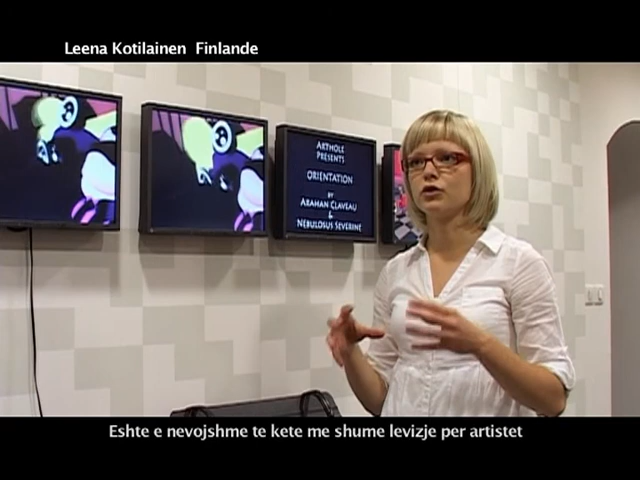 Leena Kotilainen Finlande
ARTHOLE
PRESENTS
ORIENTATION
BY
ARAHAN CLAVEAU
&
NEBULOSUS SEVERINE
Eshte e nevojshme te kete me shume levizje per artistet